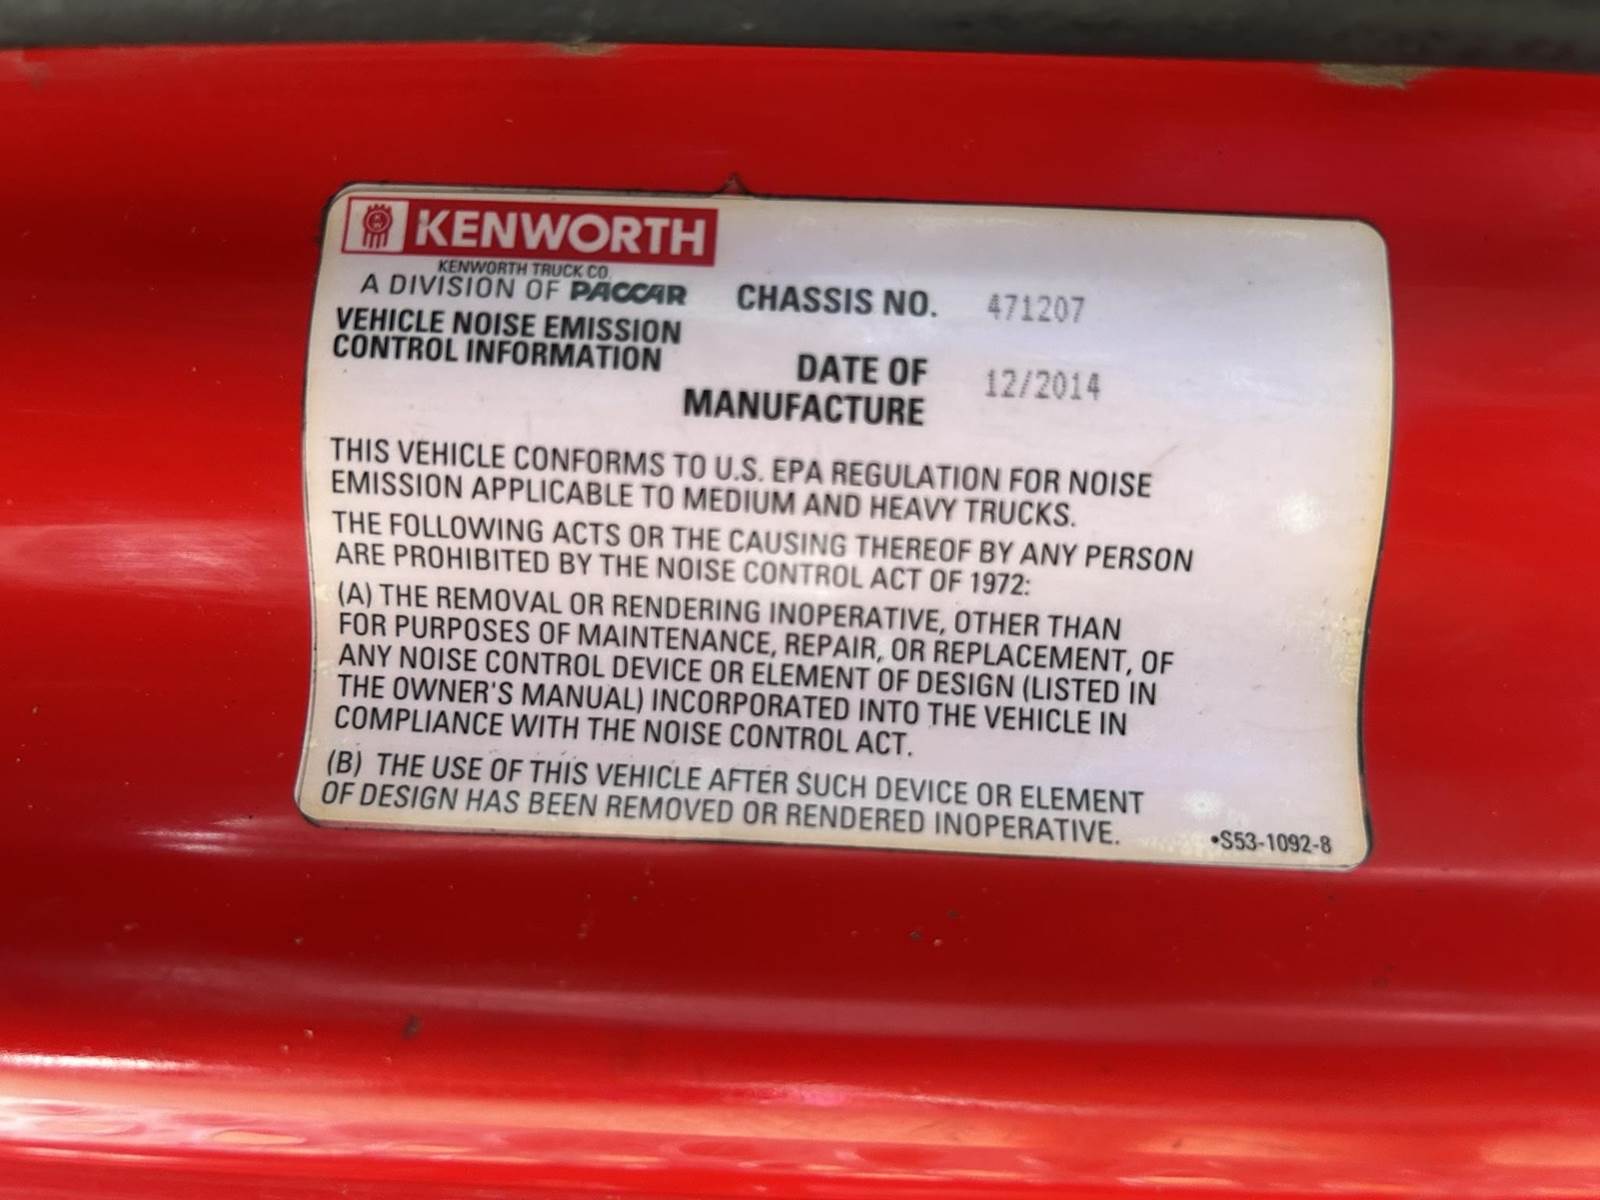 KENWORTH
KENWORTH TRUCK CO.
A DIVISION OF PACCAR
VEHICLE NOISE EMISSION
CONTROL INFORMATION
CHASSIS NO. 471207
DATE OF
MANUFACTURE 12/2014
THIS VEHICLE CONFORMS TO U.S. EPA REGULATION FOR NOISE
EMISSION APPLICABLE TO MEDIUM AND HEAVY TRUCKS.
THE FOLLOWING ACTS OR THE CAUSING THEREOF BY ANY PERSON
ARE PROHIBITED BY THE NOISE CONTROL ACT OF 1972:
(A) THE REMOVAL OR RENDERING INOPERATIVE, OTHER THAN
FOR PURPOSES OF MAINTENANCE, REPAIR, OR REPLACEMENT, OF
ANY NOISE CONTROL DEVICE OR ELEMENT OF DESIGN (LISTED IN
THE OWNER'S MANUAL) INCORPORATED INTO THE VEHICLE IN
COMPLIANCE WITH THE NOISE CONTROL ACT.
(B) THE USE OF THIS VEHICLE AFTER SUCH DEVICE OR ELEMENT
OF DESIGN HAS BEEN REMOVED OR RENDERED INOPERATIVE.
•S53-1092-8